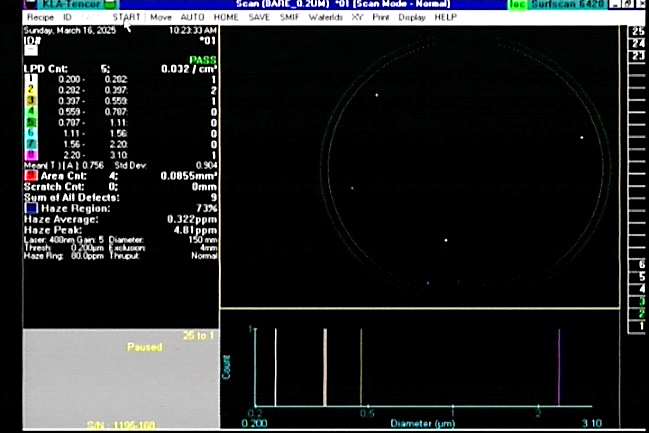 KLA-Tencor
Scan (BARE_0.2UM) *01 (Scan Mode - Normal)
loc
Surfscan 6420
Recipe ID START Move AUTO HOME SAVE SMIF WaferIds XY Print Display HELP
Sunday, March 16, 2025 10:23:33 AM
ID# *01
PASS
LPD Cnt: 5; 0.032 / cm²
1 0.200 - 0.282: 1
2 0.282 - 0.397: 2
3 0.397 - 0.559: 1
4 0.559 - 0.787: 0
5 0.787 - 1.11: 0
6 1.11 - 1.56: 0
7 1.56 - 2.20: 0
8 2.20 - 3.10: 1
Mean( T ) [ A ] 0.756 Std Dev: 0.904
9 Area Cnt: 4; 0.0855mm²
Scratch Cnt: 0; 0mm
Sum of All Defects: 9
Haze Region: 73%
Haze Average: 0.322ppm
Haze Peak: 4.81ppm
Laser: 400nm Gain: 5 Diameter: 150 mm
Thresh: 0.200µm Exclusion: 4mm
Haze Rng: 80.0ppm Thruput: Normal
25 to 1
Paused
S/N - 1196-168
25
24
23
6
5
4
3
2
1
1
Count
0.2 0.5 1 2
0.200 Diameter (µm) 3.10